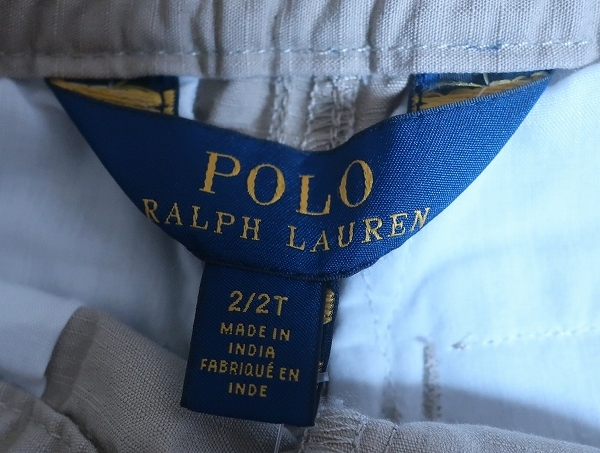 POLO
RALPH LAUREN
2/2T
MADE IN
INDIA
FABRIQUÉ EN
INDE